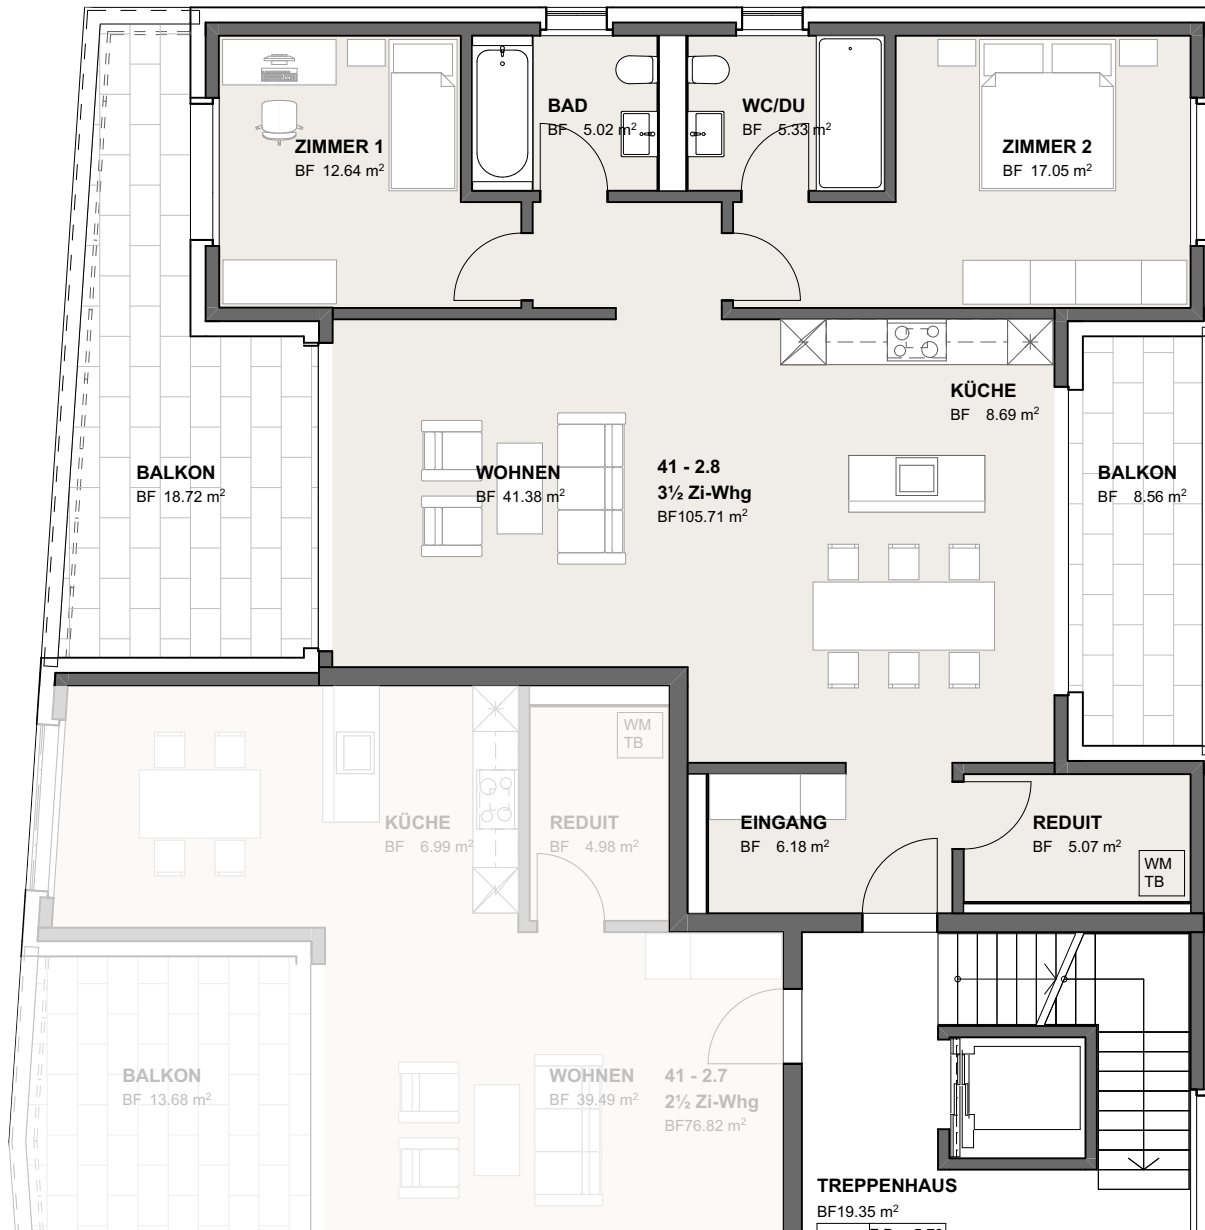 BAD
BF 5.02 m²
WC/DU
BF 5.33 m²
ZIMMER 1
BF 12.64 m²
ZIMMER 2
BF 17.05 m²
KÜCHE
BF 8.69 m²
BALKON
BF 18.72 m²
WOHNEN
BF 41.38 m²
41 - 2.8
3½ Zi-Whg
BF105.71 m²
BALKON
BF 8.56 m²
WM
TB
KÜCHE
BF 6.99 m²
REDUIT
BF 4.98 m²
EINGANG
BF 6.18 m²
REDUIT
BF 5.07 m²
WM
TB
BALKON
BF 13.68 m²
WOHNEN
BF 39.49 m²
41 - 2.7
2½ Zi-Whg
BF76.82 m²
TREPPENHAUS
BF19.35 m²